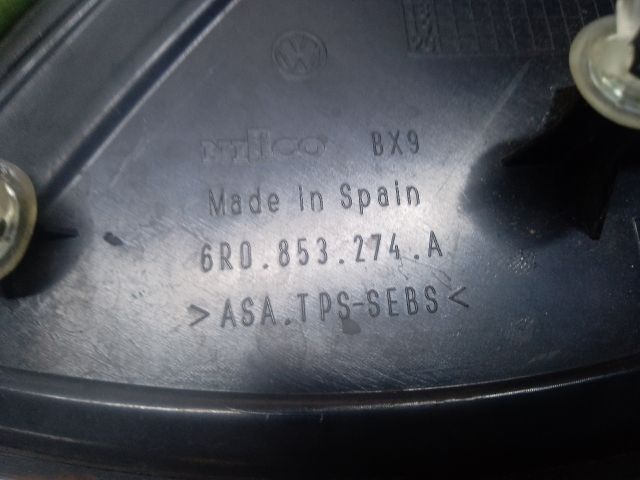 BX9
Made in Spain
6R0.853.274.A
>ASA.TPS-SEBS<